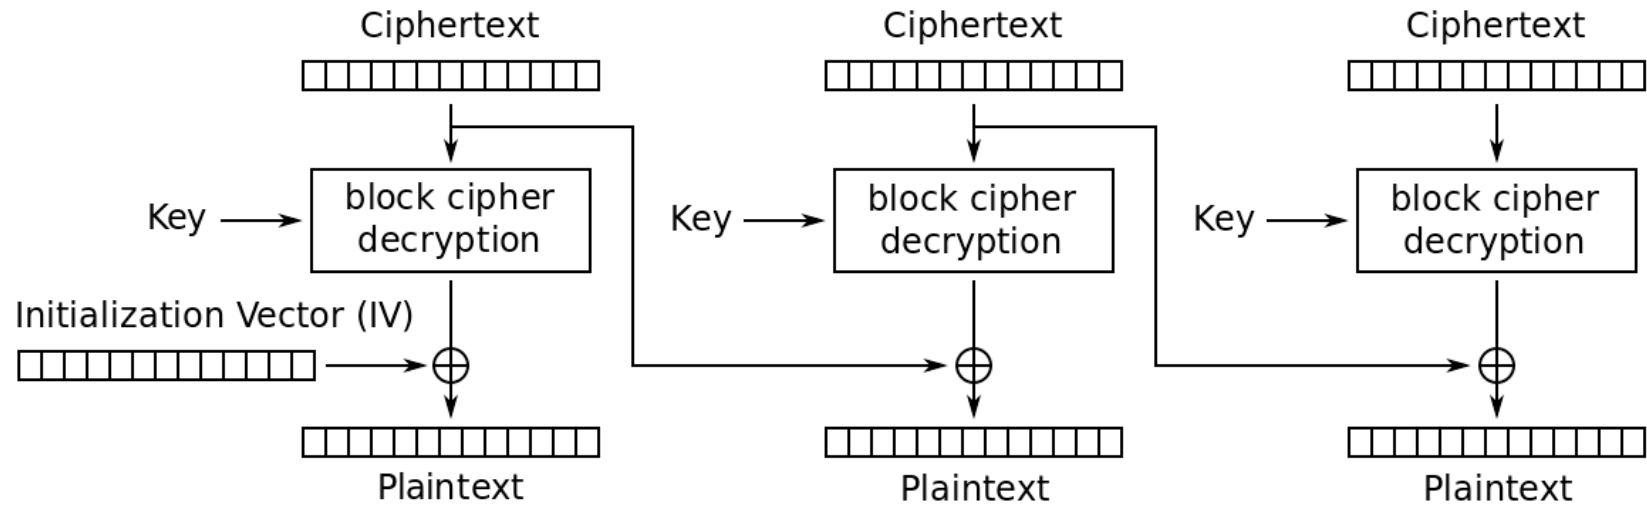 Ciphertext
Ciphertext
Ciphertext
Key
block cipher
decryption
Key
block cipher
decryption
Key
block cipher
decryption
Initialization Vector (IV)
Plaintext
Plaintext
Plaintext